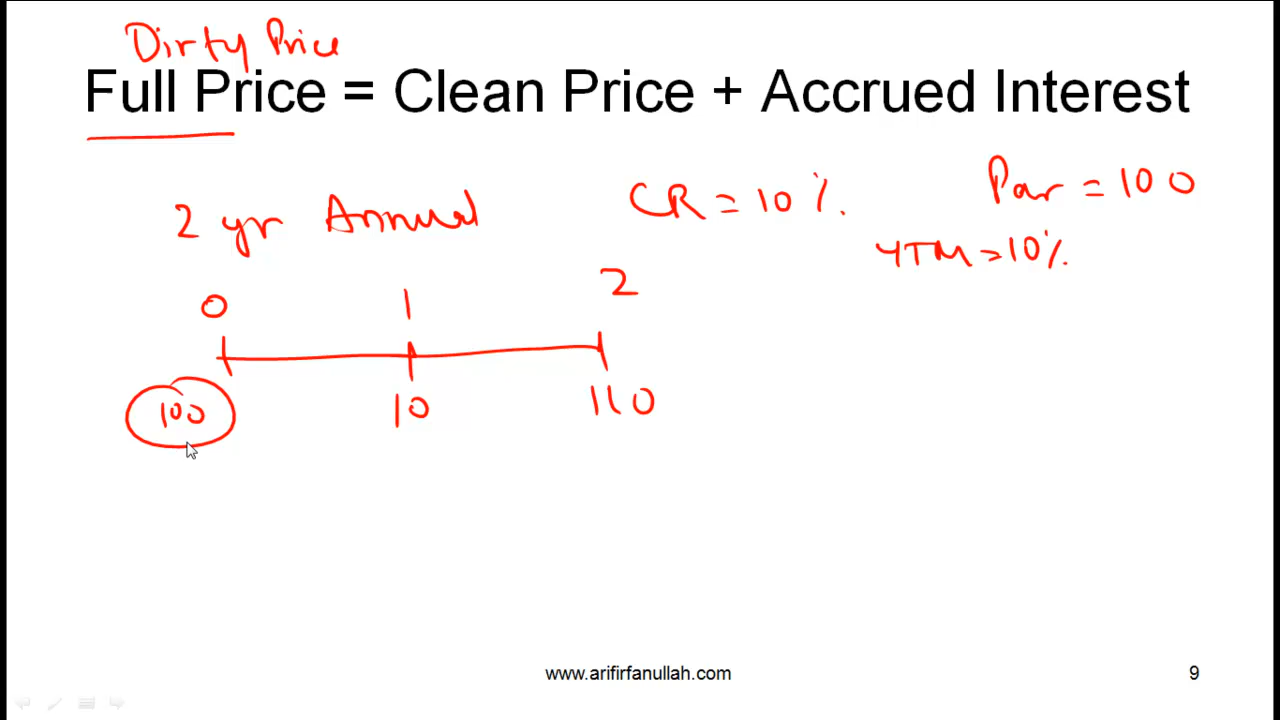 Dirty Price
Full Price = Clean Price + Accrued Interest
2 yr Annual CR = 10%. Par = 100
YTM = 10%.
0 1 2
100 10 110
www.arifirfanullah.com 9